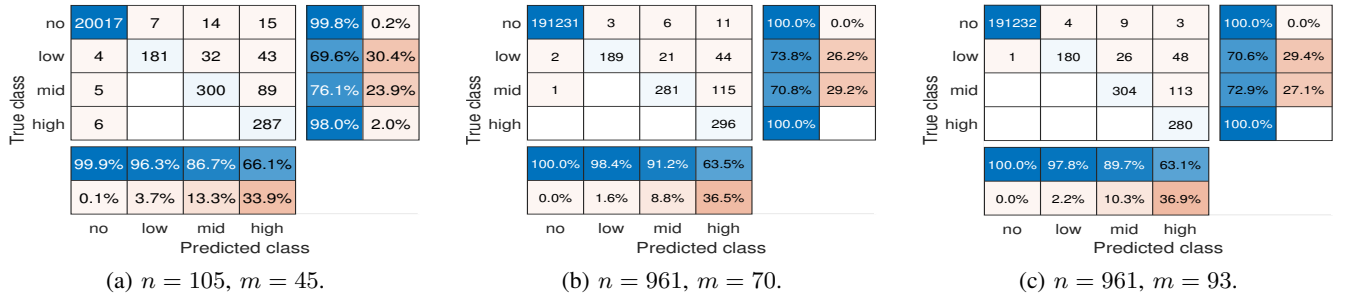 no 20017 7 14 15 99.8% 0.2%
low 4 181 32 43 69.6% 30.4%
mid 5 300 89 76.1% 23.9%
high 6 287 98.0% 2.0%
True class
99.9% 96.3% 86.7% 66.1%
0.1% 3.7% 13.3% 33.9%
no low mid high
Predicted class
(a) n = 105, m = 45.
no 191231 3 6 11 100.0% 0.0%
low 2 189 21 44 73.8% 26.2%
mid 1 281 115 70.8% 29.2%
high 296 100.0%
True class
100.0% 98.4% 91.2% 63.5%
0.0% 1.6% 8.8% 36.5%
no low mid high
Predicted class
(b) n = 961, m = 70.
no 191232 4 9 3 100.0% 0.0%
low 1 180 26 48 70.6% 29.4%
mid 304 113 72.9% 27.1%
high 280 100.0%
True class
100.0% 97.8% 89.7% 63.1%
0.0% 2.2% 10.3% 36.9%
no low mid high
Predicted class
(c) n = 961, m = 93.